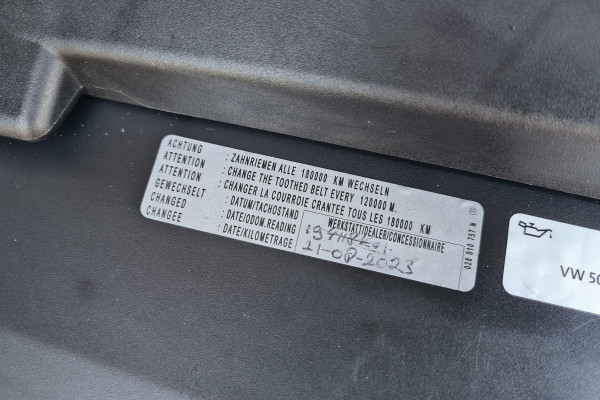 ACHTUNG : ZAHNRIEMEN ALLE 180000 KM WECHSELN
ATTENTION : CHANGE THE TOOTHED BELT EVERY 120000 M.
ATTENTION : CHANGER LA COURROIE CRANTEE TOUS LES 180000 KM
GEWECHSELT : DATUM/TACHOSTAND WERKSTATT/DEALER/CONCESSIONNAIRE
CHANGED : DATE/ODOM.READING
CHANGEE : DATE/KILOMETRAGE
21-08-2023
VW 50